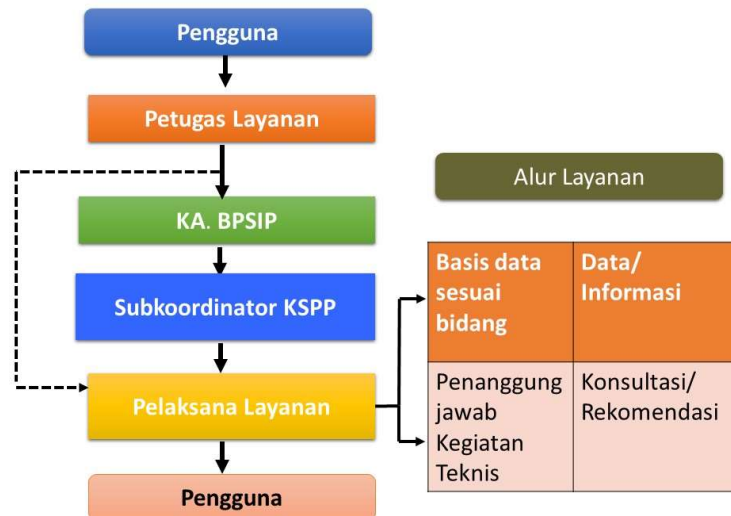 Pengguna
Petugas Layanan
KA. BPSIP
Subkoordinator KSPP
Pelaksana Layanan
Pengguna
Alur Layanan
Basis data
sesuai
bidang
Data/
Informasi
Penanggung
jawab
Kegiatan
Teknis
Konsultasi/
Rekomendasi